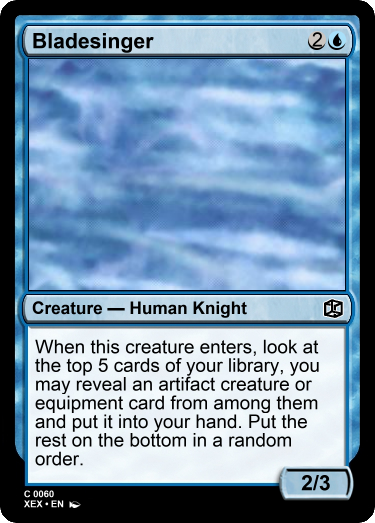 Bladesinger 2
Creature — Human Knight
When this creature enters, look at
the top 5 cards of your library, you
may reveal an artifact creature or
equipment card from among them
and put it into your hand. Put the
rest on the bottom in a random
order.
2/3
C 0060
XEX • EN